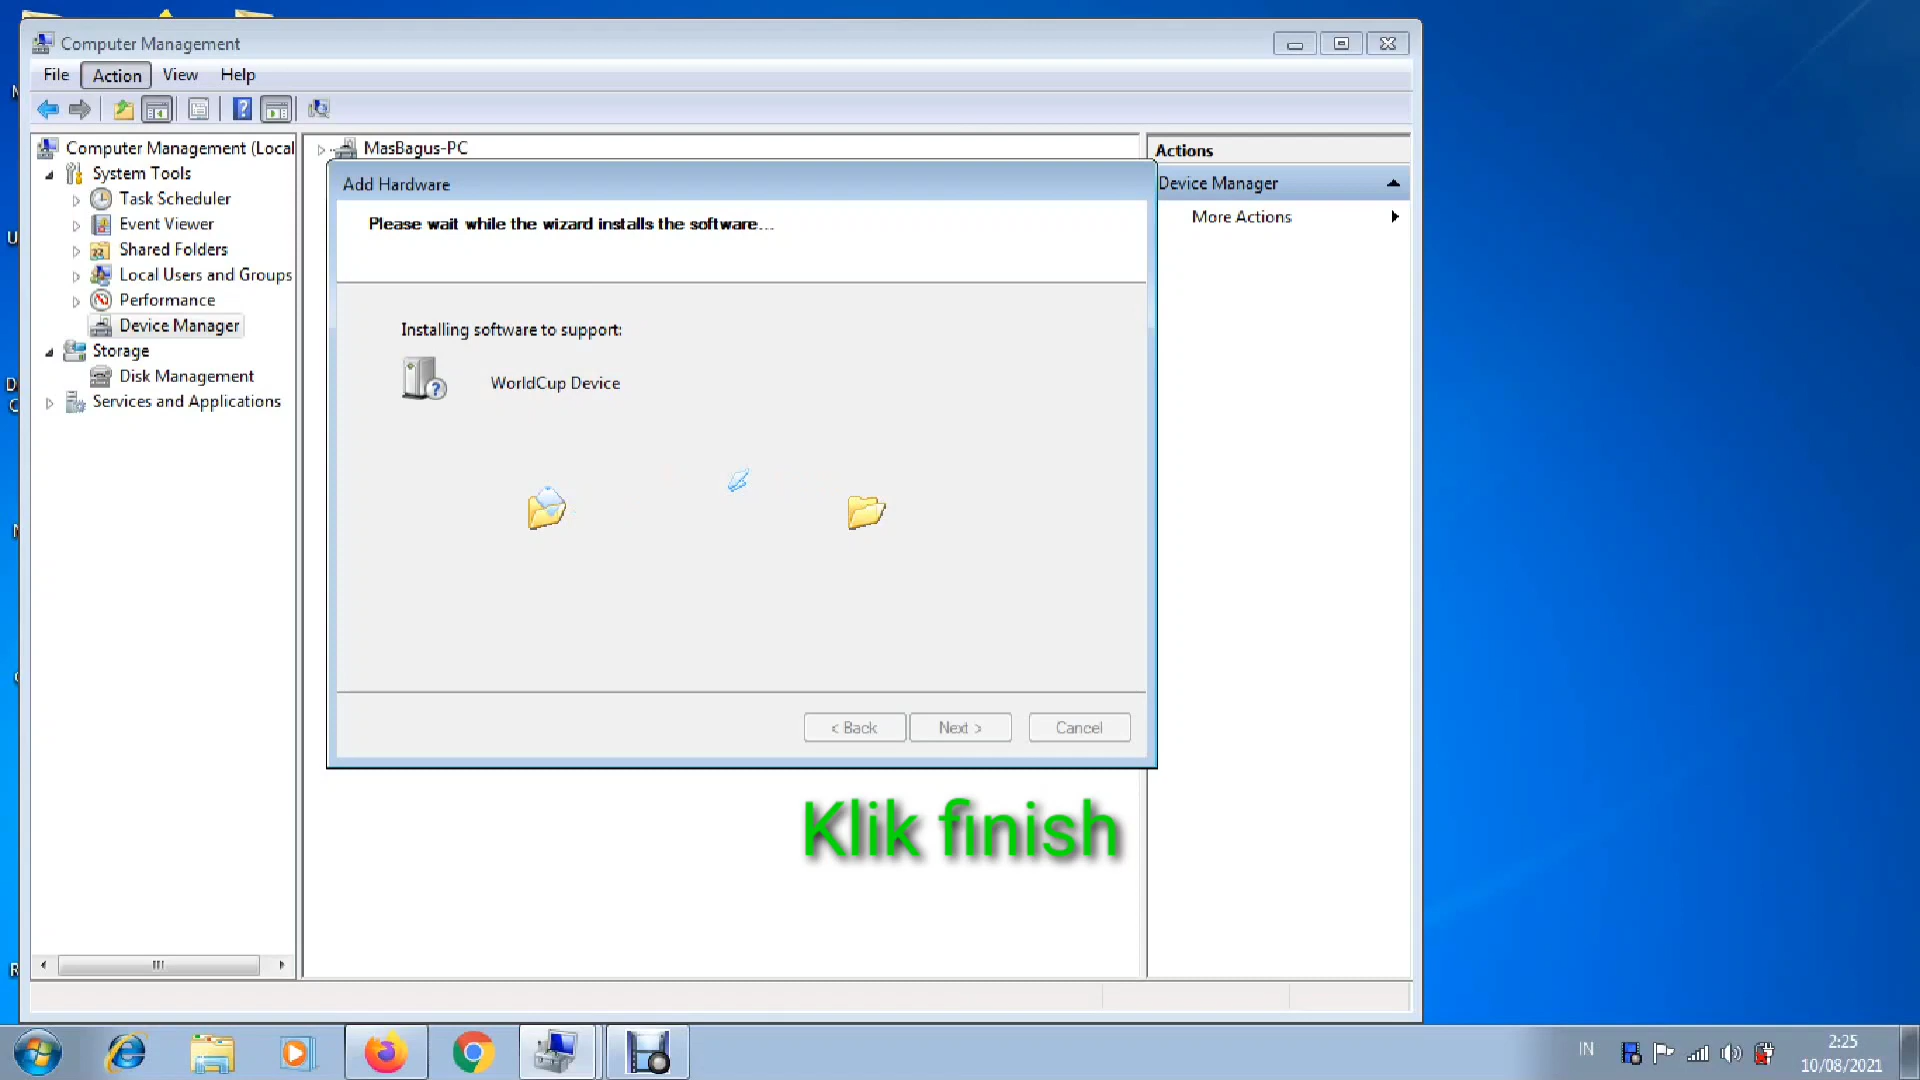 Computer Management
File Action View Help
Computer Management (Local
System Tools
Task Scheduler
Event Viewer
Shared Folders
Local Users and Groups
Performance
Device Manager
Storage
Disk Management
Services and Applications
MasBagus-PC
Add Hardware
Please wait while the wizard installs the software...
Installing software to support:
WorldCup Device
< Back Next > Cancel
Actions
Device Manager
More Actions
Klik finish
IN
2:25
10/08/2021